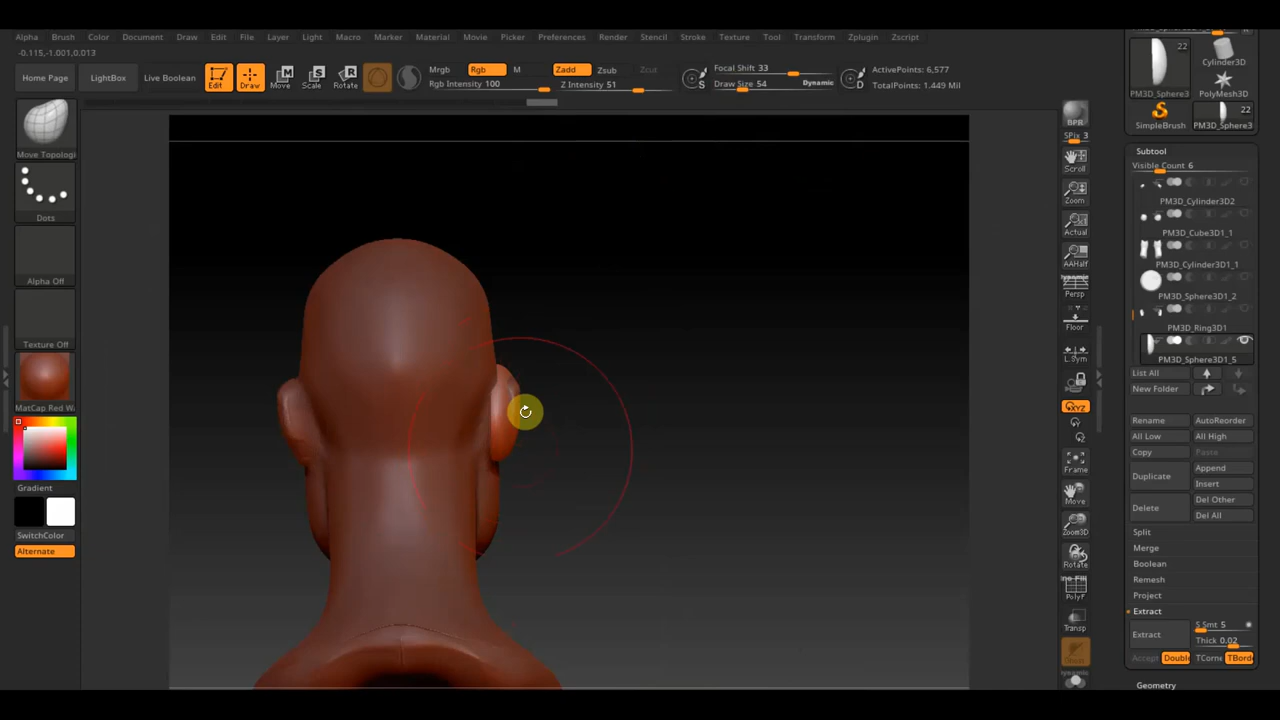 Alpha Brush Color Document Draw Edit File Layer Light Macro Marker Material Movie Picker Preferences Render Stencil Stroke Texture Tool Transform Zplugin Zscript
-0.115,-1.001,0.013
Home Page LightBox Live Boolean Edit Draw Move Scale Rotate
Mrgb Rgb M Zadd Zsub Zcut
Rgb Intensity 100 Z Intensity 51
Focal Shift 33
Draw Size 54 Dynamic
ActivePoints: 6,577
TotalPoints: 1.449 Mil
Move Topologi
Dots
Alpha Off
Texture Off
MatCap Red Wa
Gradient
SwitchColor
Alternate
BPR
SPix 3
Scroll
Zoom
Actual
AAHalf
Dynamic
Persp
Floor
L.Sym
XYZ
Frame
Move
Zoom3D
Rotate
PolyF
Transp
22
PM3D_Sphere3
Cylinder3D
PolyMesh3D
SimpleBrush
22
PM3D_Sphere3
Subtool
Visible Count 6
PM3D_Cylinder3D2
PM3D_Cube3D1_1
PM3D_Cylinder3D1_1
PM3D_Sphere3D1_2
PM3D_Ring3D1
PM3D_Sphere3D1_5
List All
New Folder
Rename AutoReorder
All Low All High
Copy Paste
Duplicate Append
Insert
Delete Del Other
Del All
Split
Merge
Boolean
Remesh
Project
Extract
Extract S Smt 5
Thick 0.02
Accept Double TCorne TBorde
Geometry